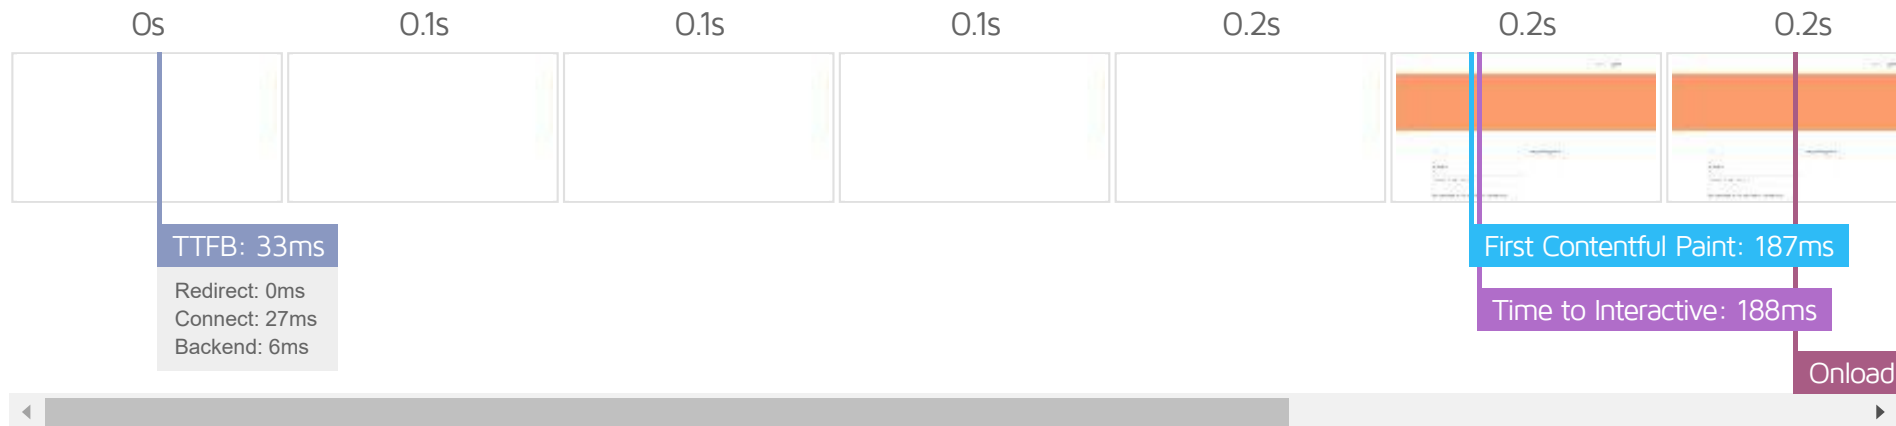 0s 0.1s 0.1s 0.1s 0.2s 0.2s 0.2s
TTFB: 33ms
Redirect: 0ms
Connect: 27ms
Backend: 6ms
First Contentful Paint: 187ms
Time to Interactive: 188ms
Onload